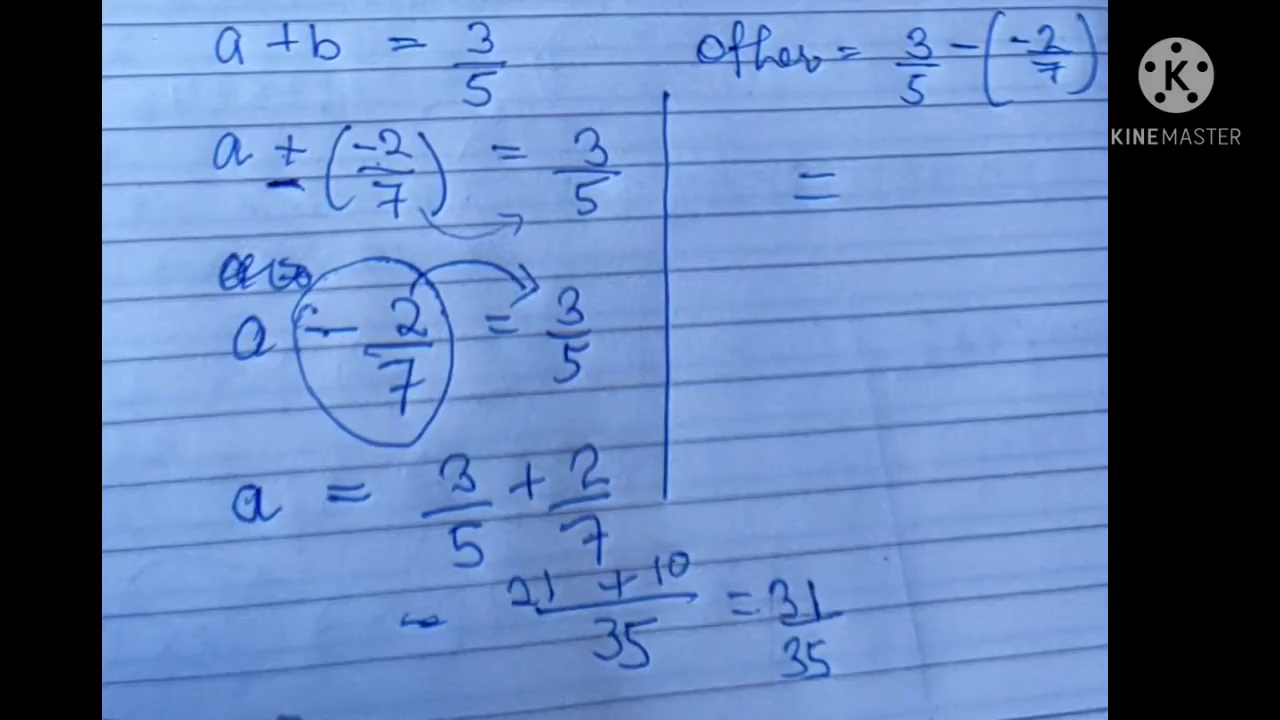 a + b = 3/5
a + (-2/7) = 3/5
a - 2/7 = 3/5
a = 3/5 + 2/7
= 21 + 10/35 = 31/35
other = 3/5 - (-2/7)
=
K
KINEMASTER